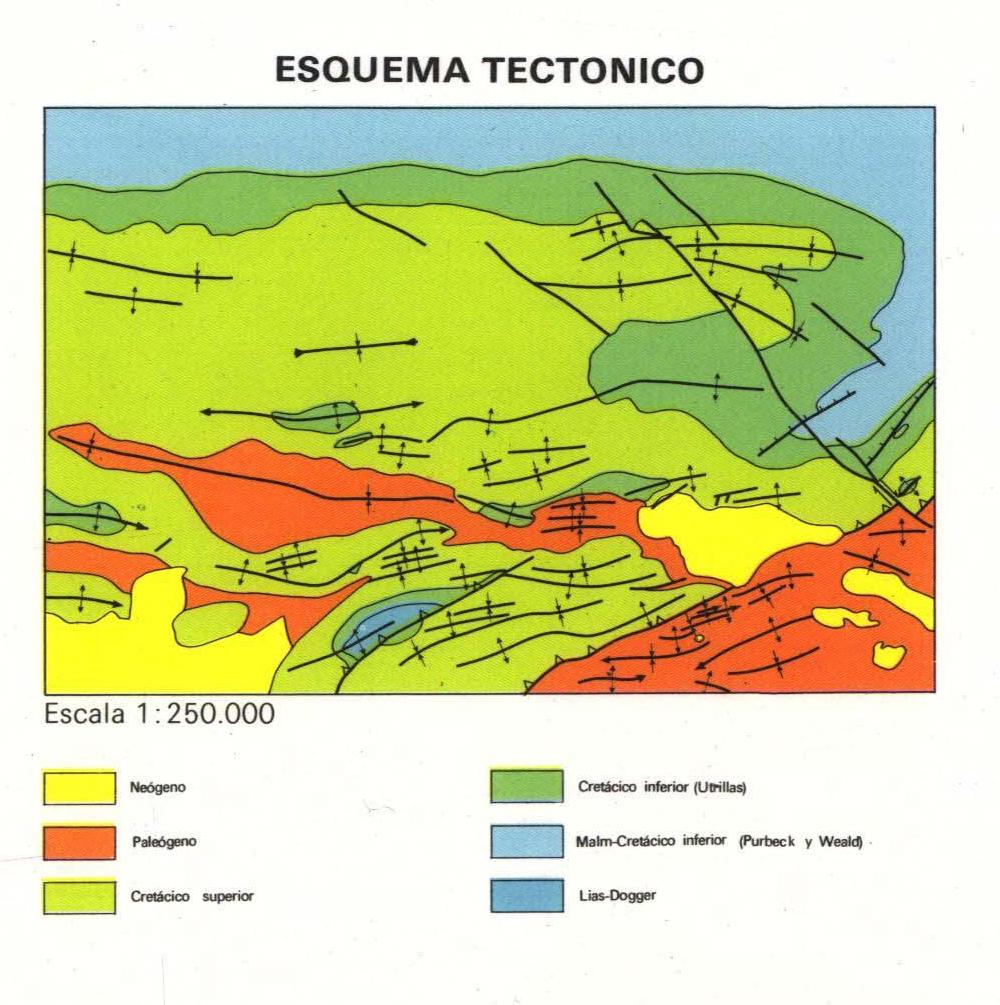 ESQUEMA TECTONICO
Escala 1:250.000
Neógeno
Paleógeno
Cretácico superior
Cretácico inferior (Utrillas)
Malm-Cretácico inferior (Purbeck y Weald)
Lias-Dogger